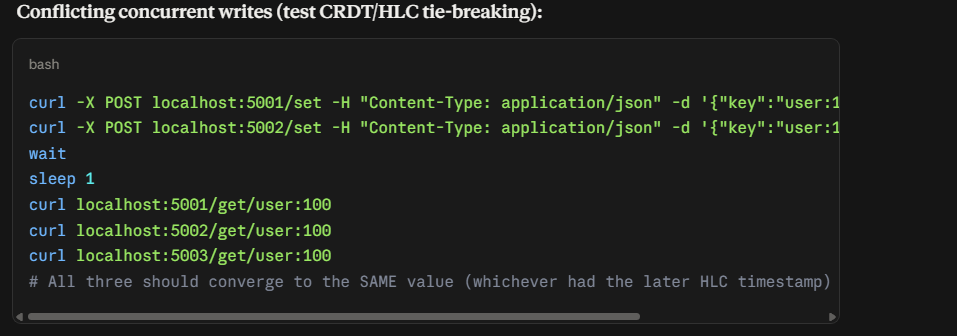 Conflicting concurrent writes (test CRDT/HLC tie-breaking):
bash
curl -X POST localhost:5001/set -H "Content-Type: application/json" -d '{"key":"user:1
curl -X POST localhost:5002/set -H "Content-Type: application/json" -d '{"key":"user:1
wait
sleep 1
curl localhost:5001/get/user:100
curl localhost:5002/get/user:100
curl localhost:5003/get/user:100
# All three should converge to the SAME value (whichever had the later HLC timestamp)